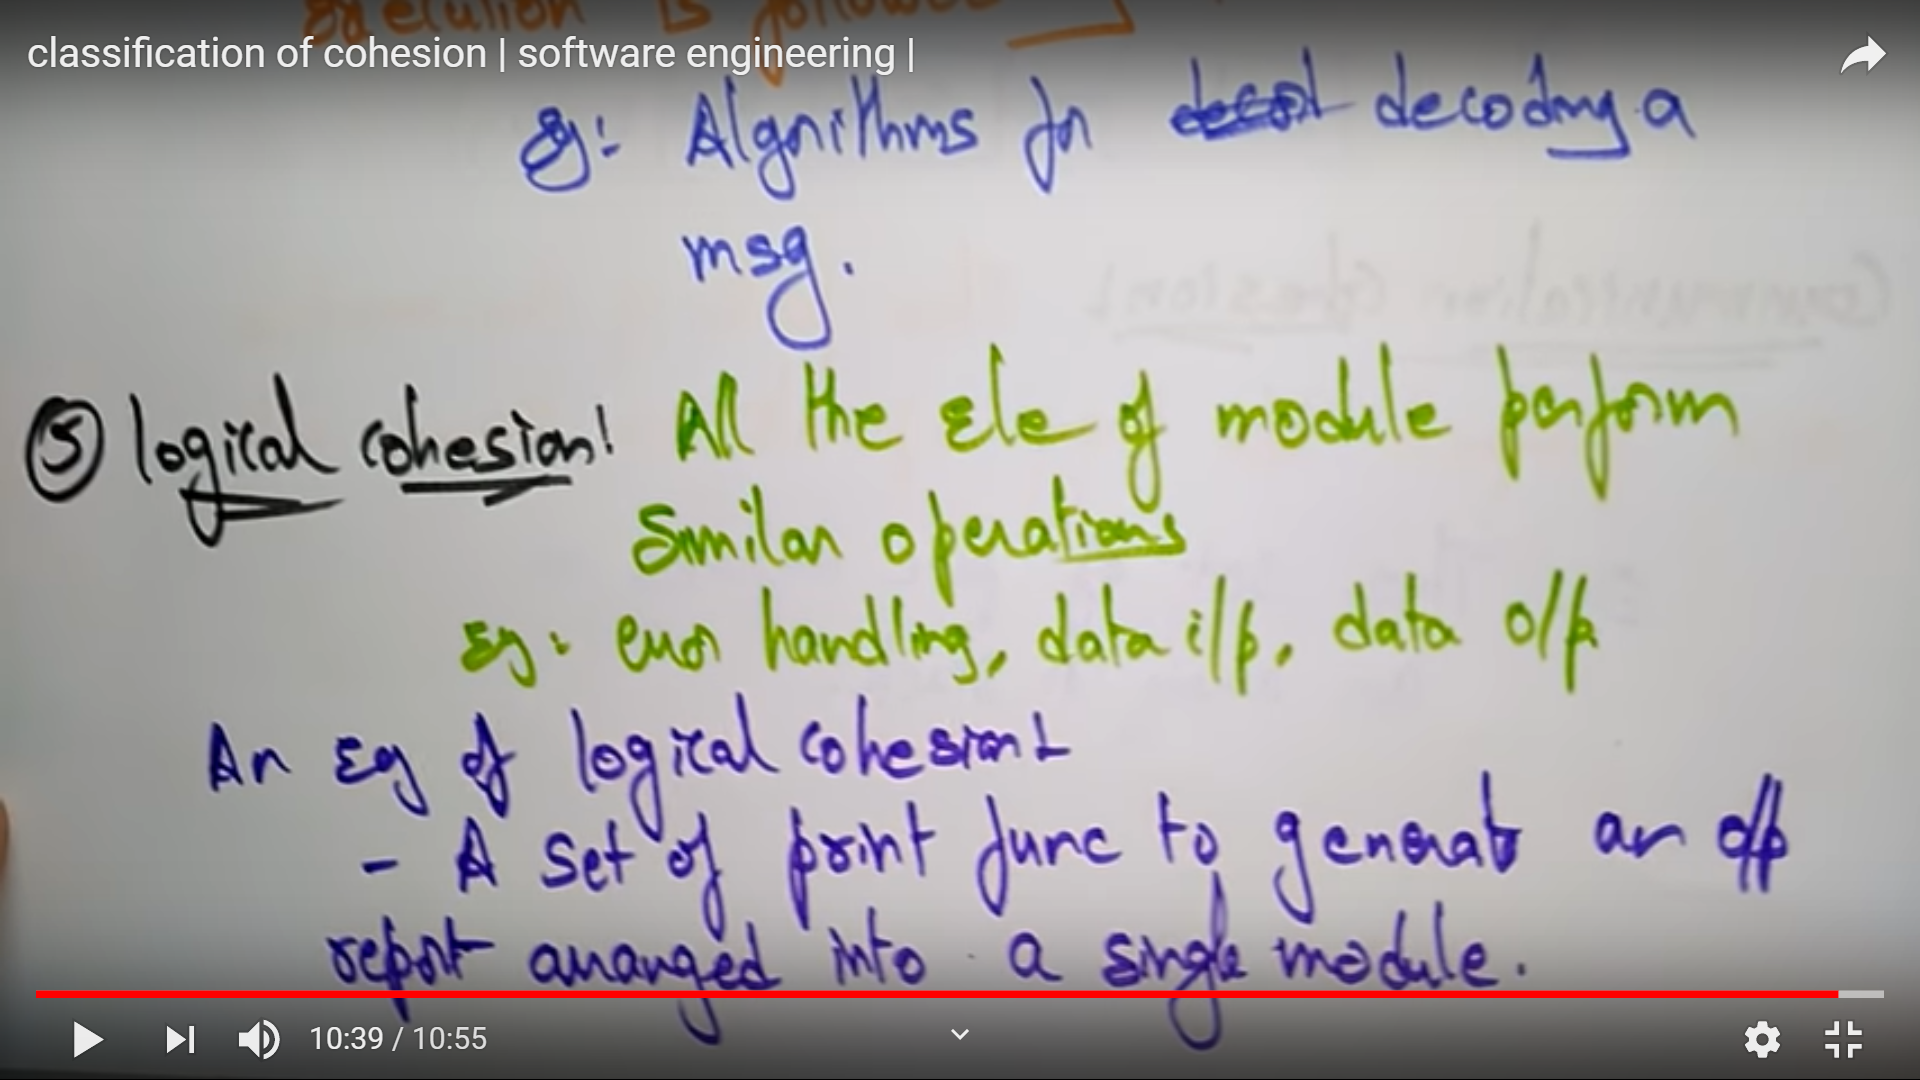 execution is followed
classification of cohesion | software engineering |
Eg: Algorithms for decoding a
msg.
Communication Cohesion:
5 logical cohesion: All the Ele of module perform
Similar operations
Eg: error handling, data i/p, data o/p
An Eg of logical cohesion:
- A set of print func to generate an o/p
report arranged into a single module.
10:39 / 10:55